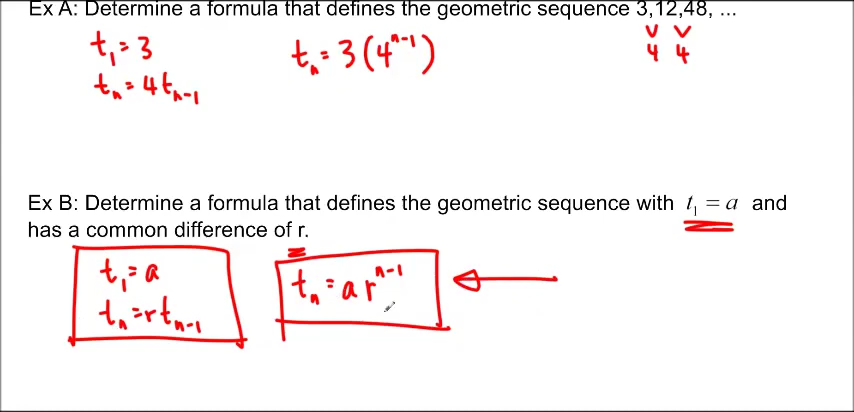 Ex A: Determine a formula that defines the geometric sequence 3,12,48, ...
t₁ = 3
tₙ = 3(4ⁿ⁻¹)
4 4
tₙ = 4tₙ₋₁
Ex B: Determine a formula that defines the geometric sequence with t₁ = a and
has a common difference of r.
t₁ = a
tₙ = arⁿ⁻¹
tₙ = rtₙ₋₁